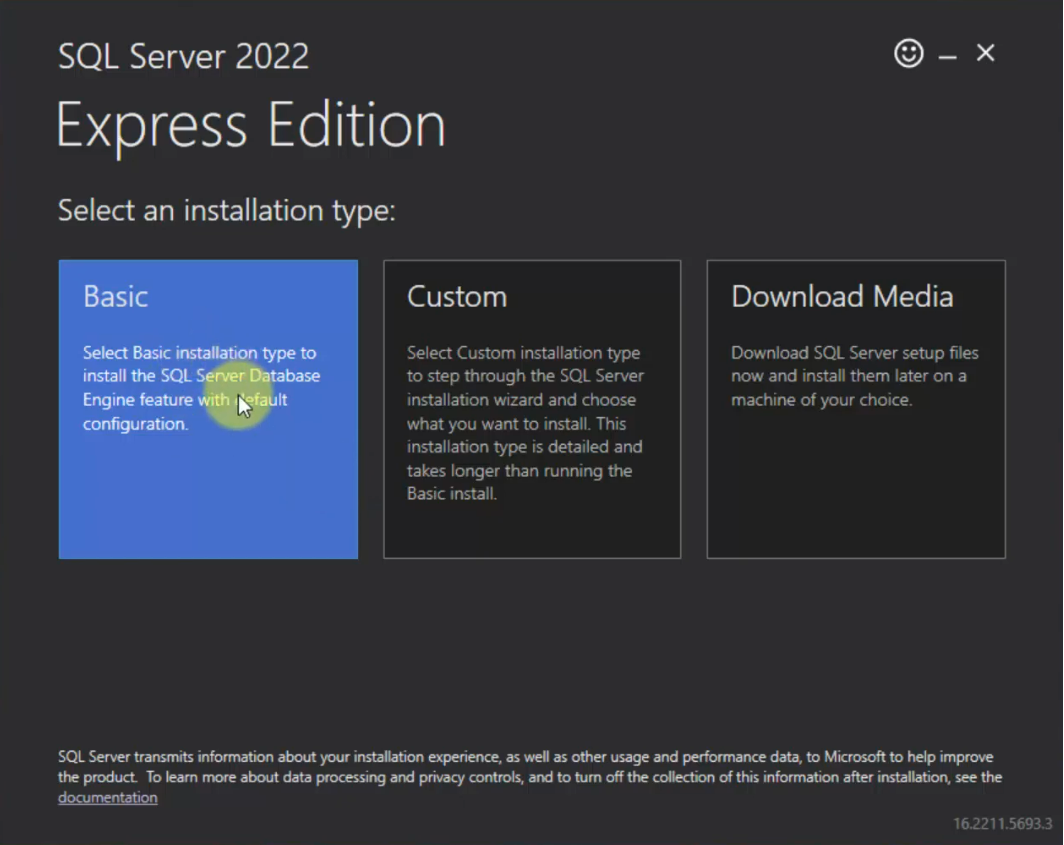 SQL Server 2022
Express Edition
Select an installation type:
Basic
Select Basic installation type to
install the SQL Server Database
Engine feature with default
configuration.
Custom
Select Custom installation type
to step through the SQL Server
installation wizard and choose
what you want to install. This
installation type is detailed and
takes longer than running the
Basic install.
Download Media
Download SQL Server setup files
now and install them later on a
machine of your choice.
SQL Server transmits information about your installation experience, as well as other usage and performance data, to Microsoft to help improve
the product.  To learn more about data processing and privacy controls, and to turn off the collection of this information after installation, see the
documentation
16.2211.5693.3